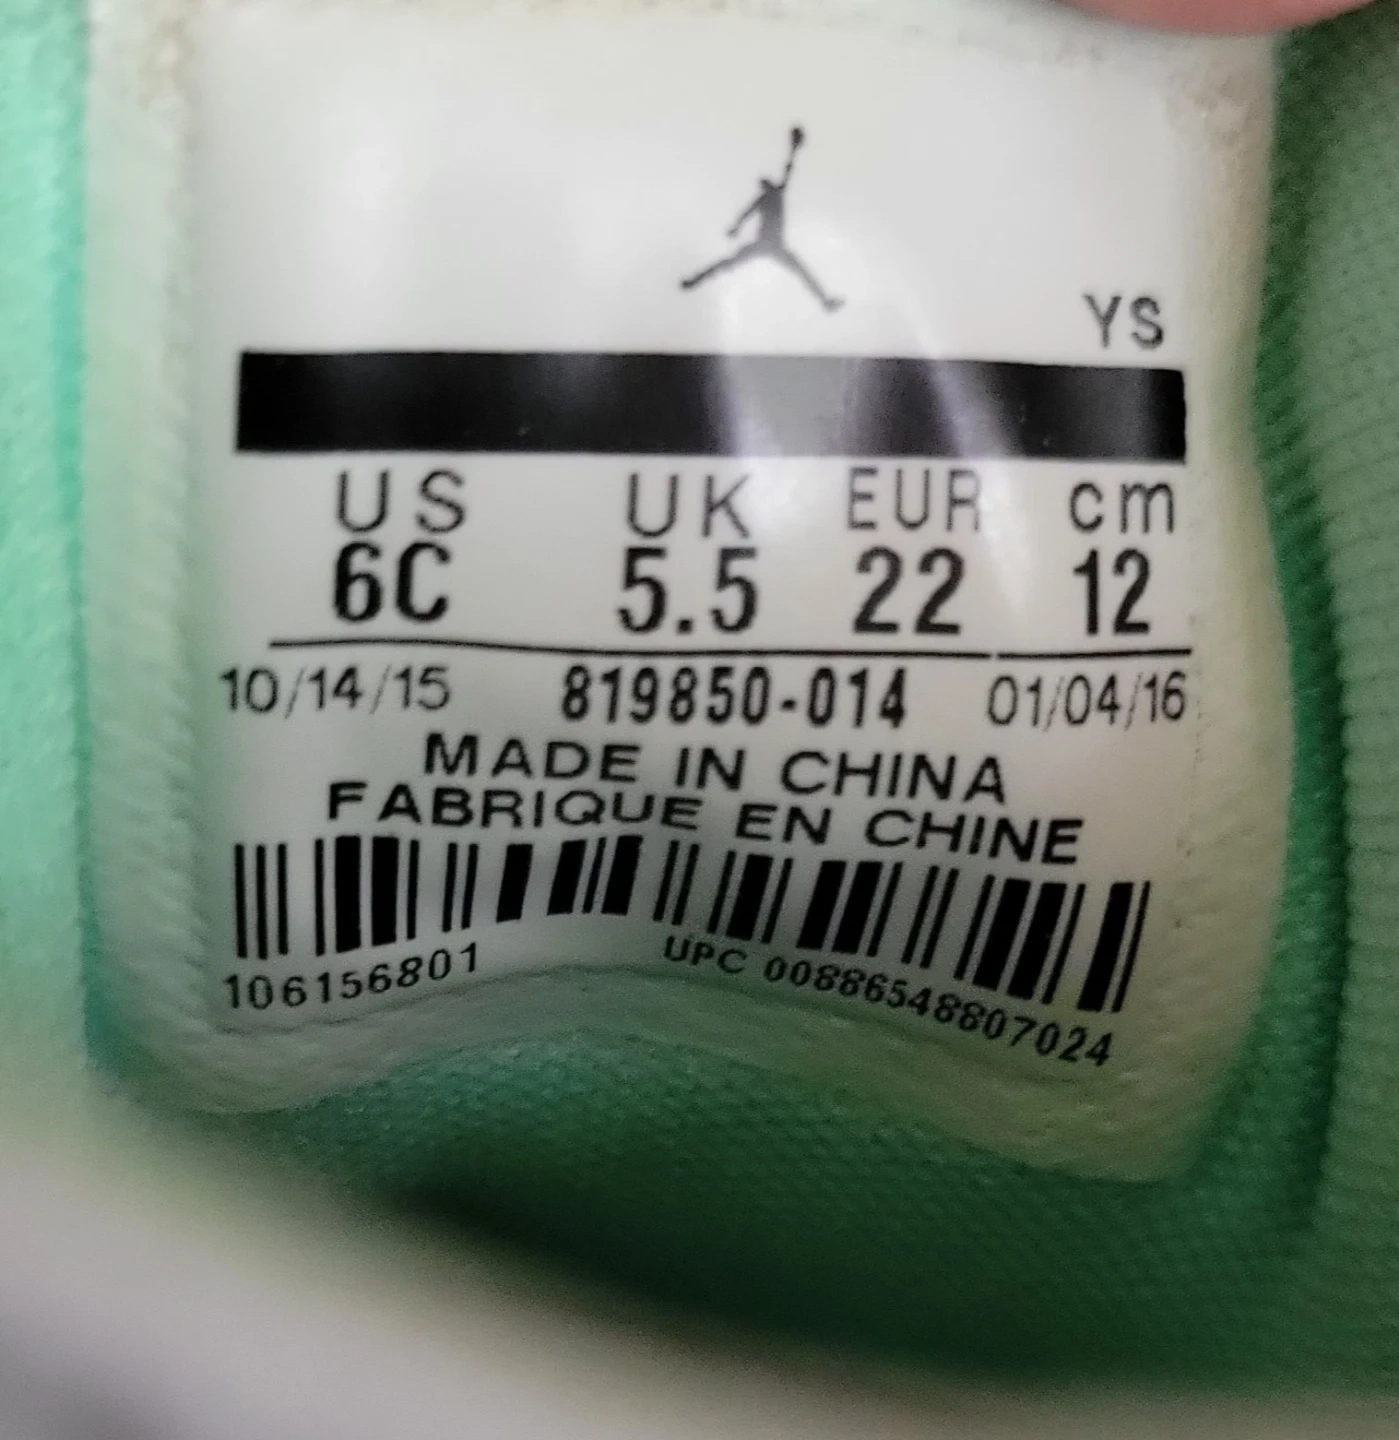 YS
US UK EUR cm
6C 5.5 22 12
10/14/15 819850-014 01/04/16
MADE IN CHINA
FABRIQUE EN CHINE
106156801 UPC 00886548807024